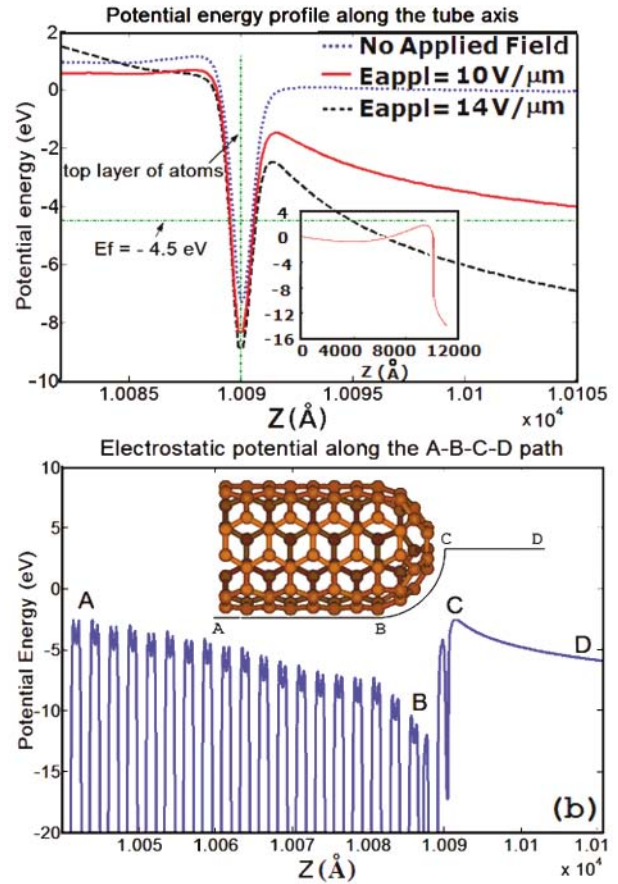 Potential energy profile along the tube axis
Potential energy (eV)
2
0
-2
-4
-6
-8
-10
No Applied Field
Eappl= 10V/μm
Eappl= 14V/μm
top layer of atoms
Ef = - 4.5 eV
4
0
-4
-8
-12
-16
0 4000 8000 12000
Z (Å)
1.0085 1.009 1.0095 1.01 1.0105
Z(Å)
x 10⁴
Electrostatic potential along the A-B-C-D path
Potential Energy (eV)
10
5
0
-5
-10
-15
-20
C D
A B
A
C
D
B
(b)
1.005 1.006 1.007 1.008 1.009 1.01 1.01
Z(Å)
x 10⁴